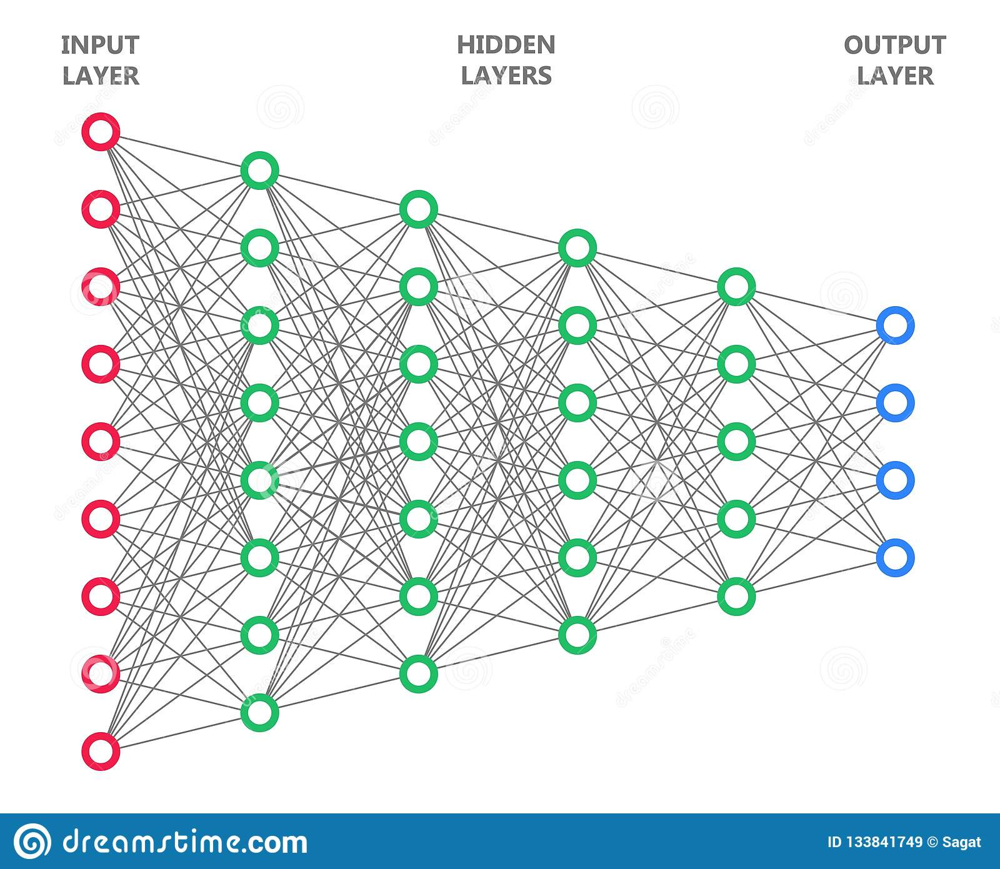 INPUT
LAYER
HIDDEN
LAYERS
OUTPUT
LAYER
dreamstime.com
ID 133841749 © Sagat